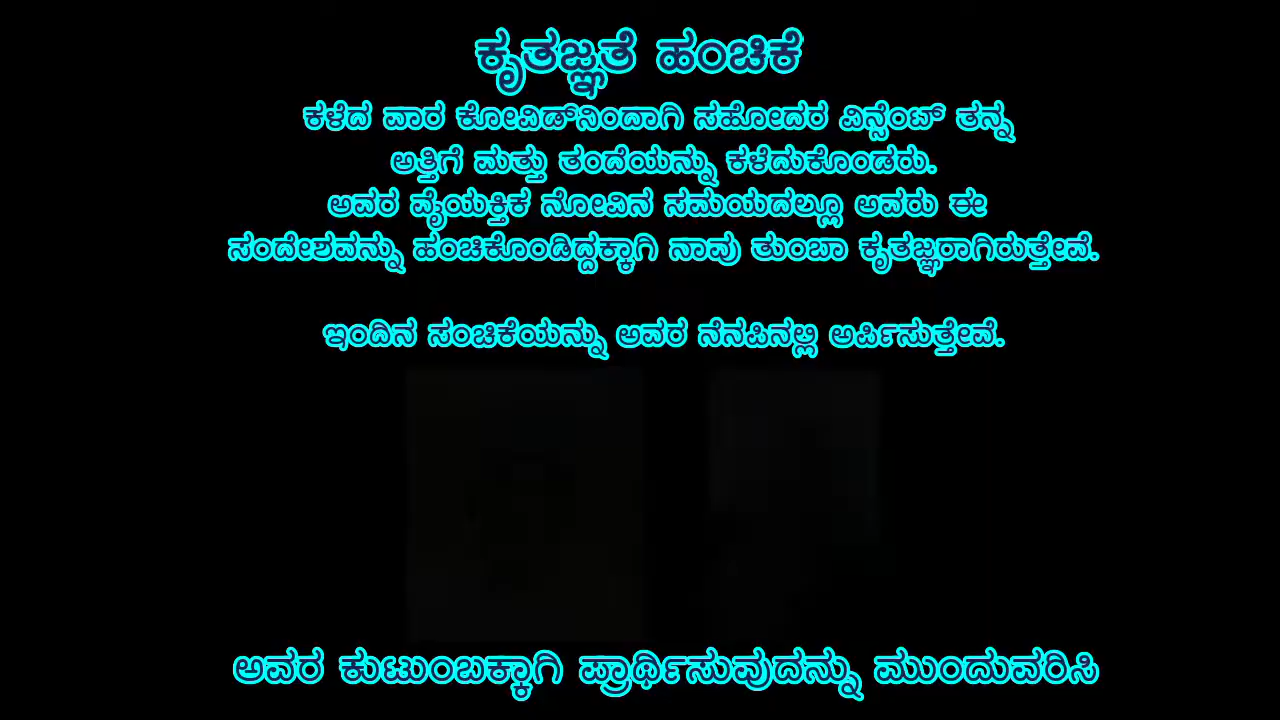 ಕೃತಜ್ಞತೆ ಹಂಚಿಕೆ
ಕಳೆದ ವಾರ ಕೋವಿಡ್‌ನಿಂದಾಗಿ ಸಹೋದರ ವಿನ್ಸೆಂಟ್ ತನ್ನ
ಅತ್ತಿಗೆ ಮತ್ತು ತಂದೆಯನ್ನು ಕಳೆದುಕೊಂಡರು.
ಅವರ ವೈಯಕ್ತಿಕ ನೋವಿನ ಸಮಯದಲ್ಲೂ ಅವರು ಈ
ಸಂದೇಶವನ್ನು ಹಂಚಿಕೊಂಡಿದ್ದಕ್ಕಾಗಿ ನಾವು ತುಂಬಾ ಕೃತಜ್ಞರಾಗಿರುತ್ತೇವೆ.
ಇಂದಿನ ಸಂಚಿಕೆಯನ್ನು ಅವರ ನೆನಪಿನಲ್ಲಿ ಅರ್ಪಿಸುತ್ತೇವೆ.
ಅವರ ಕುಟುಂಬಕ್ಕಾಗಿ ಪ್ರಾರ್ಥಿಸುವುದನ್ನು ಮುಂದುವರಿಸಿ